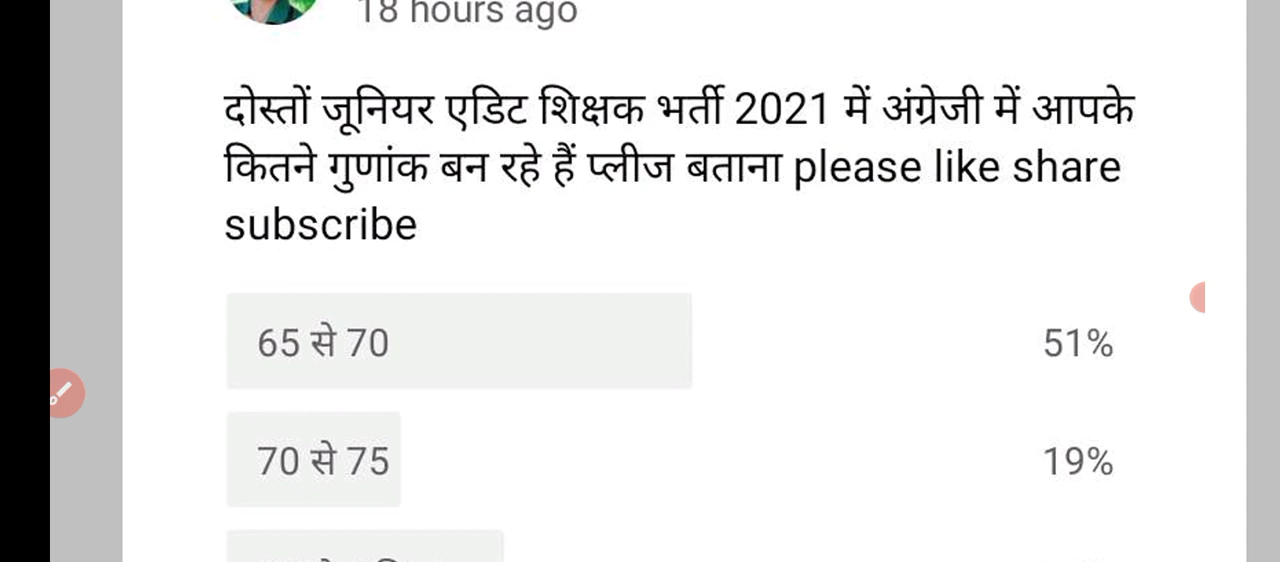 18 hours ago
दोस्तों जूनियर एडिट शिक्षक भर्ती 2021 में अंग्रेजी में आपके
कितने गुणांक बन रहे हैं प्लीज बताना please like share
subscribe
65 से 70 51%
70 से 75 19%